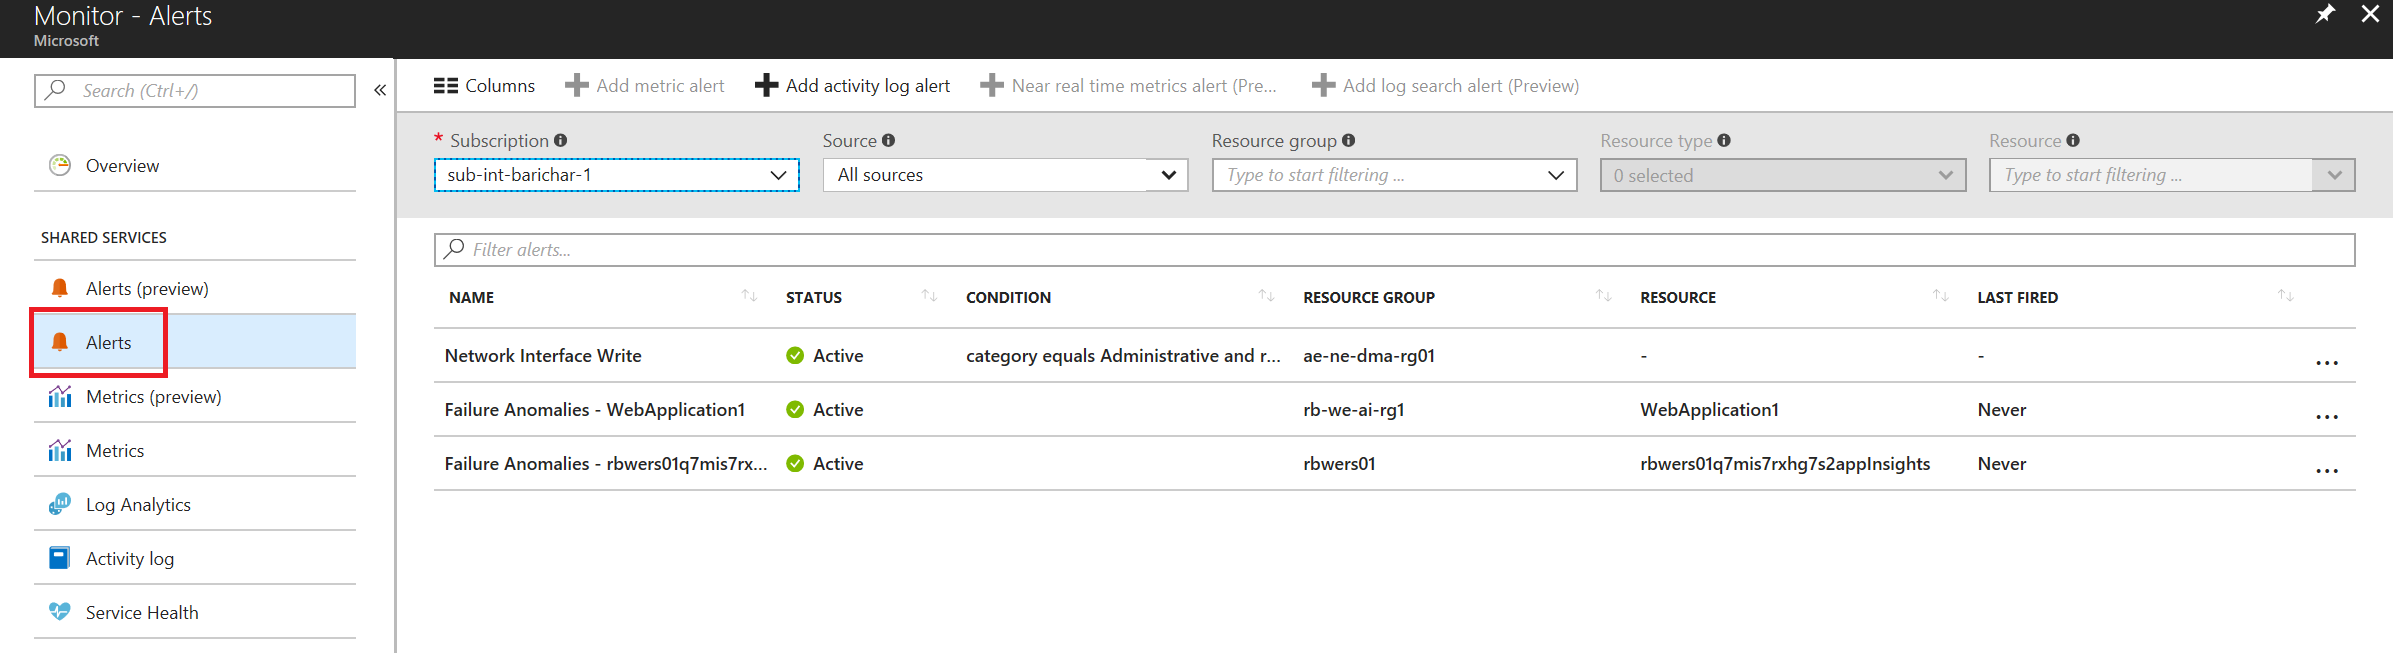 Monitor - Alerts
Microsoft
Search (Ctrl+/)
«
Overview
SHARED SERVICES
Alerts (preview)
Alerts
Metrics (preview)
Metrics
Log Analytics
Activity log
Service Health
Columns
Add metric alert
Add activity log alert
Near real time metrics alert (Pre...
Add log search alert (Preview)
* Subscription
Source
Resource group
Resource type
Resource
sub-int-barichar-1
All sources
Type to start filtering ...
0 selected
Type to start filtering ...
Filter alerts...
NAME STATUS CONDITION RESOURCE GROUP RESOURCE LAST FIRED
Network Interface Write Active category equals Administrative and r... ae-ne-dma-rg01 - - ...
Failure Anomalies - WebApplication1 Active rb-we-ai-rg1 WebApplication1 Never ...
Failure Anomalies - rbwers01q7mis7rx... Active rbwers01 rbwers01q7mis7rxhg7s2appInsights Never ...